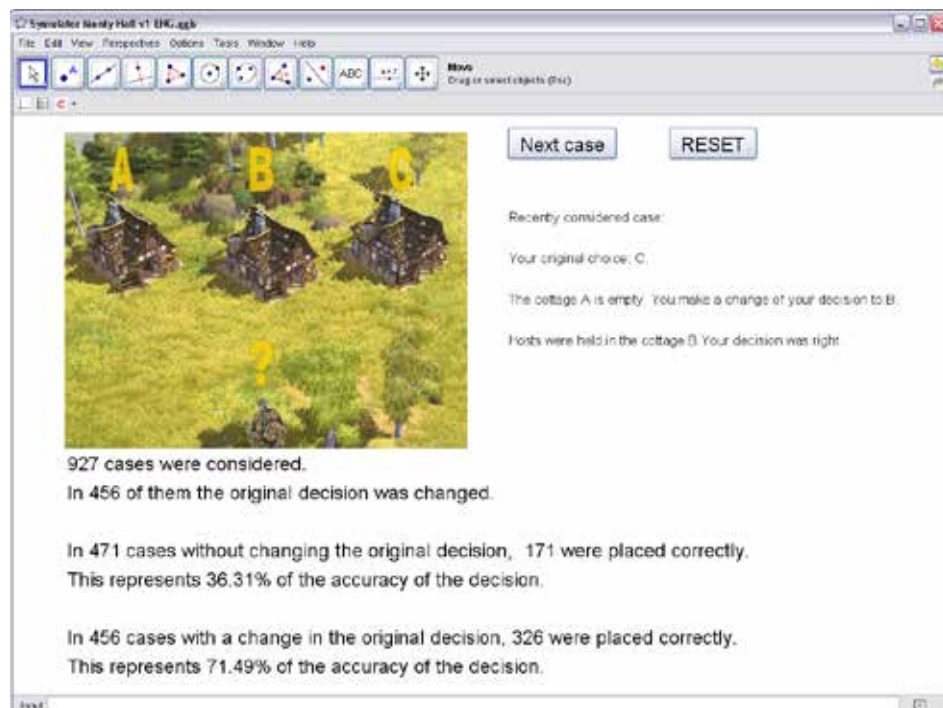 Symulator Monty Hall v1 ENG.ggb
File Edit View Perspectives Options Tools Window Help
ABC
Move
Drag or select objects (Esc)
A B C
?
Next case RESET
Recently considered case:
Your original choice: C.
The cottage A is empty. You make a change of your decision to B.
Hosts were held in the cottage B. Your decision was right.
927 cases were considered.
In 456 of them the original decision was changed.
In 471 cases without changing the original decision, 171 were placed correctly.
This represents 36.31% of the accuracy of the decision.
In 456 cases with a change in the original decision, 326 were placed correctly.
This represents 71.49% of the accuracy of the decision.
Input